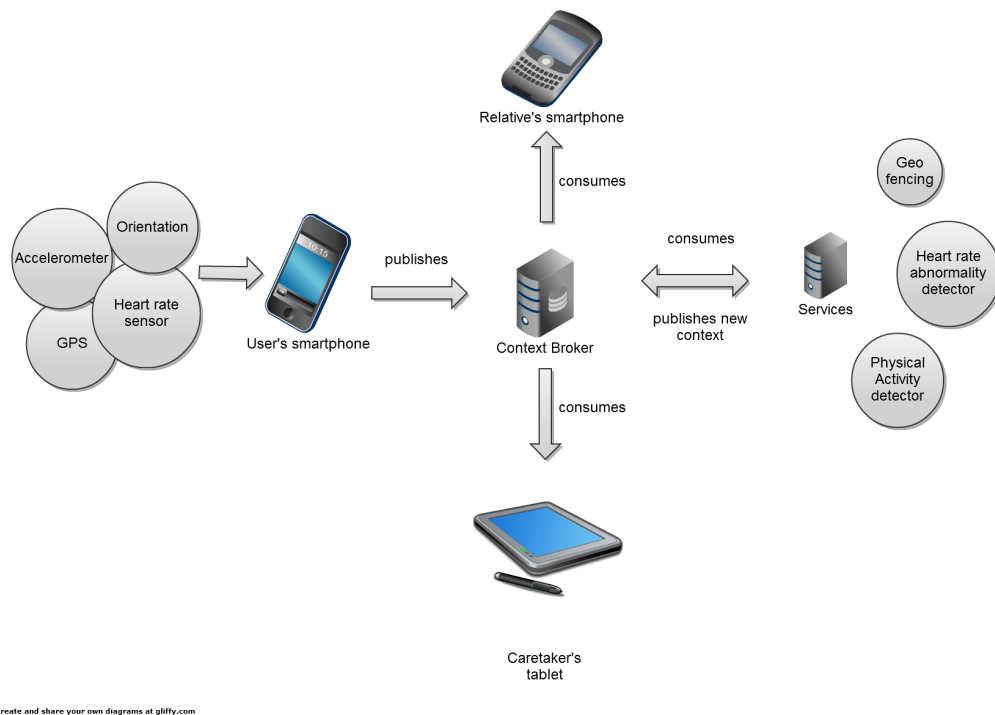 Relative's smartphone
consumes
Geo
fencing
Orientation
Accelerometer
Heart rate
sensor
GPS
10:15
User's smartphone
publishes
Context Broker
consumes
publishes new
context
Services
Heart rate
abnormality
detector
Physical
Activity
detector
consumes
Caretaker's
tablet
reate and share your own diagrams at gliffy.com